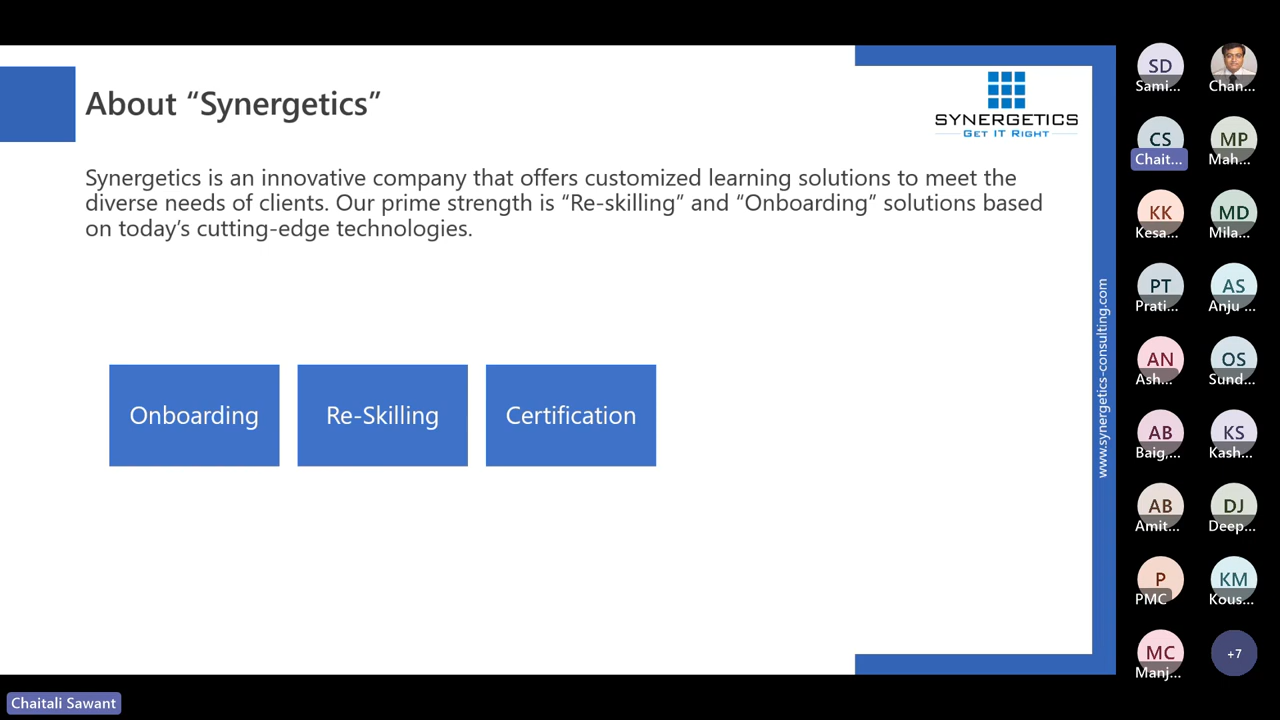 About “Synergetics”
SYNERGETICS
GET IT RIGHT
Synergetics is an innovative company that offers customized learning solutions to meet the
diverse needs of clients. Our prime strength is “Re-skilling” and “Onboarding” solutions based
on today’s cutting-edge technologies.
Onboarding
Re-Skilling
Certification
www.synergetics-consulting.com
SD
Sami...
Chan...
CS
Chait...
MP
Mah...
KK
Kesa...
MD
Mila...
PT
Prati...
AS
Anju ...
AN
Ash...
OS
Sund...
AB
Baig,...
KS
Kash...
AB
Amit...
DJ
Deep...
P
PMC
KM
Kous...
MC
Manj...
+7
Chaitali Sawant